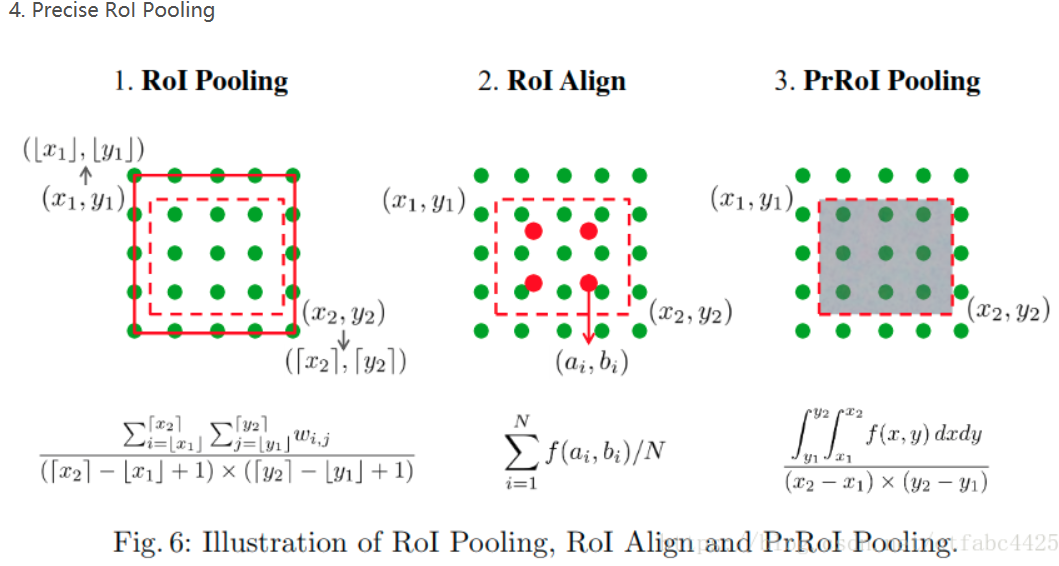 4. Precise RoI Pooling
1. RoI Pooling
2. RoI Align
3. PrRoI Pooling
(⌊x₁⌋, ⌊y₁⌋)
(x₁, y₁)
(x₂, y₂)
(⌈x₂⌉, ⌈y₂⌉)
(x₁, y₁)
(x₂, y₂)
(aᵢ, bᵢ)
(x₁, y₁)
(x₂, y₂)
∑_{i=⌊x₁⌋}^{⌈x₂⌉} ∑_{j=⌊y₁⌋}^{⌈y₂⌉} w_{i,j}
(⌈x₂⌉ − ⌊x₁⌋ + 1) × (⌈y₂⌉ − ⌊y₁⌋ + 1)
∑_{i=1}^{N} f(aᵢ, bᵢ)/N
∫_{y₁}^{y₂} ∫_{x₁}^{x₂} f(x, y) dxdy
(x₂ − x₁) × (y₂ − y₁)
Fig. 6: Illustration of RoI Pooling, RoI Align and PrRoI Pooling.